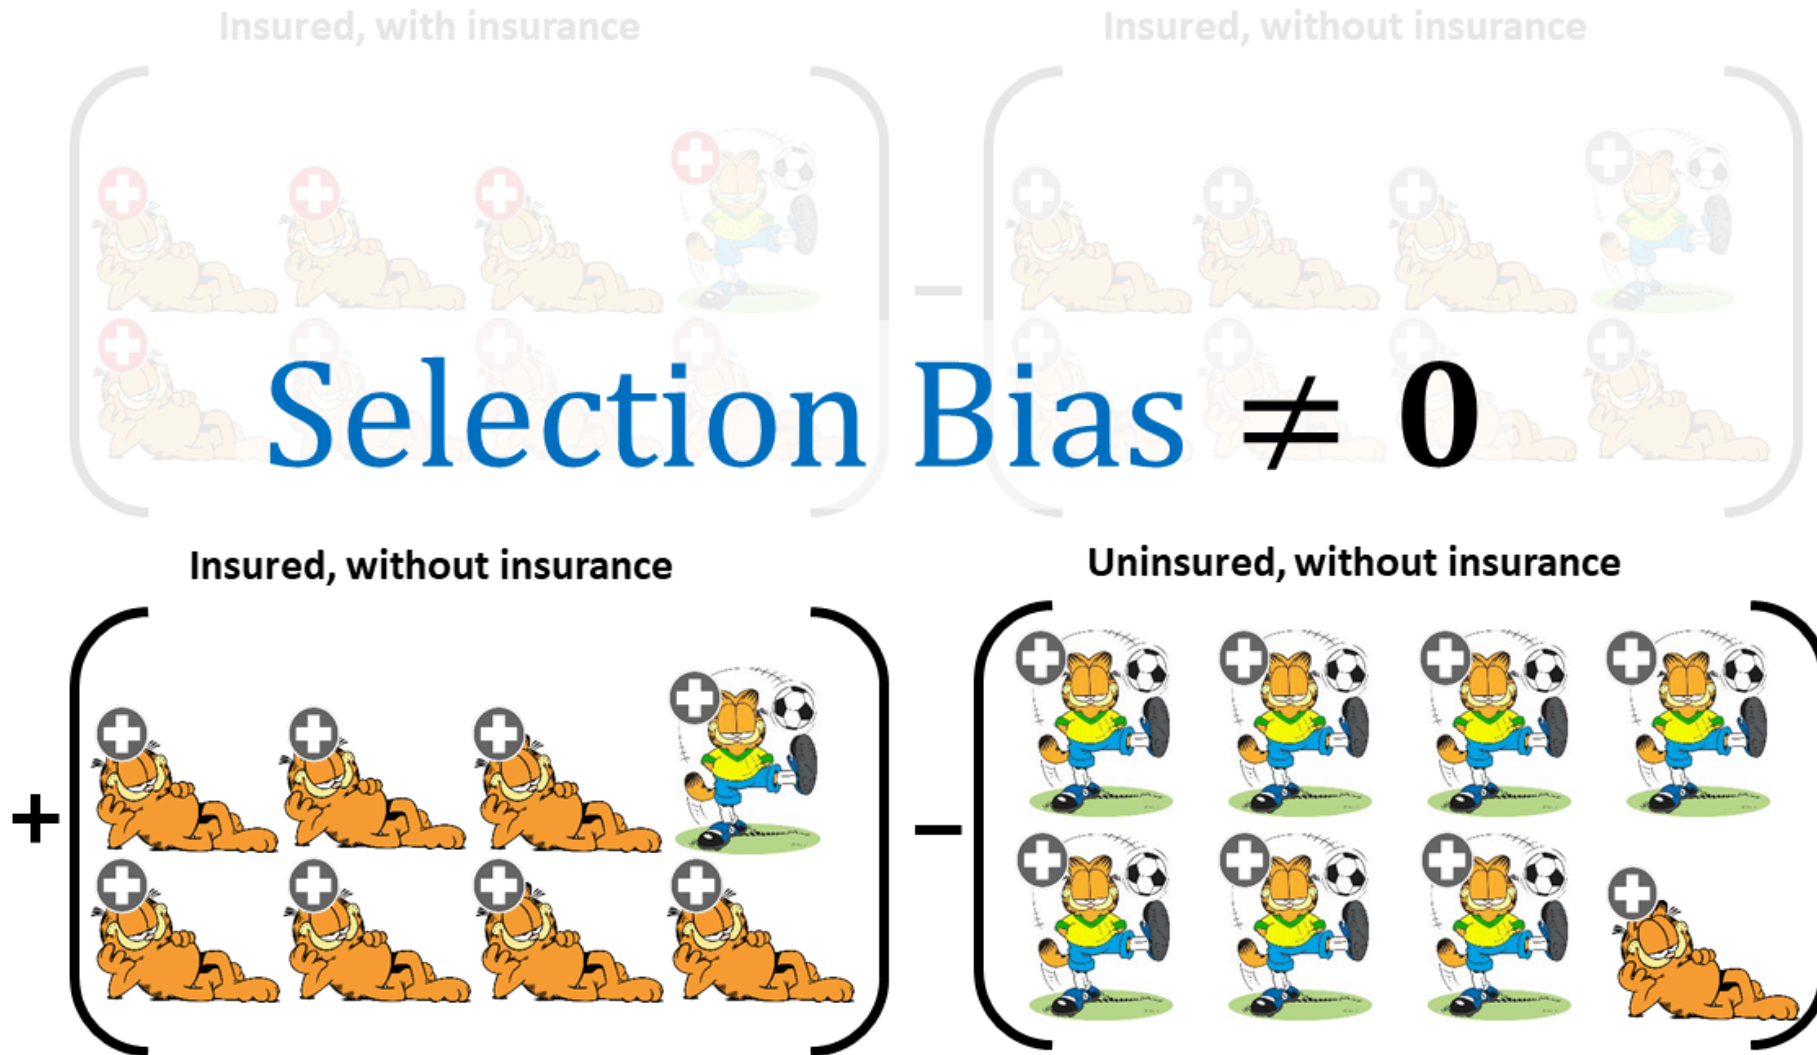 Insured, with insurance
Insured, without insurance
−
Selection Bias ≠ 0
Insured, without insurance
Uninsured, without insurance
+ −